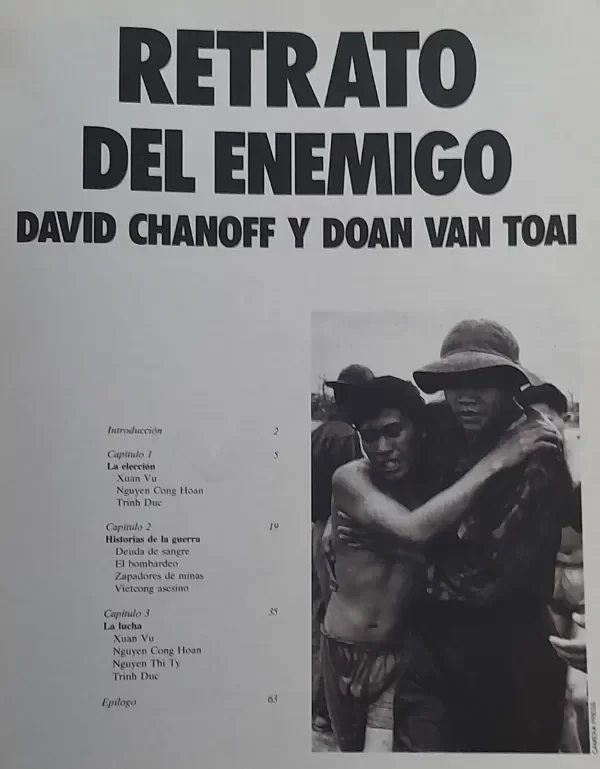 RETRATO
DEL ENEMIGO
DAVID CHANOFF Y DOAN VAN TOAI
Introducción 2
Capítulo 1 5
La elección
Xuan Vu
Nguyen Cong Hoan
Trinh Duc
Capítulo 2 19
Historias de la guerra
Deuda de sangre
El bombardeo
Zapadores de minas
Vietcong asesino
Capítulo 3 35
La lucha
Xuan Vu
Nguyen Cong Hoan
Nguyen Thi Ty
Trinh Duc
Epílogo 63
CAMERA PRESS